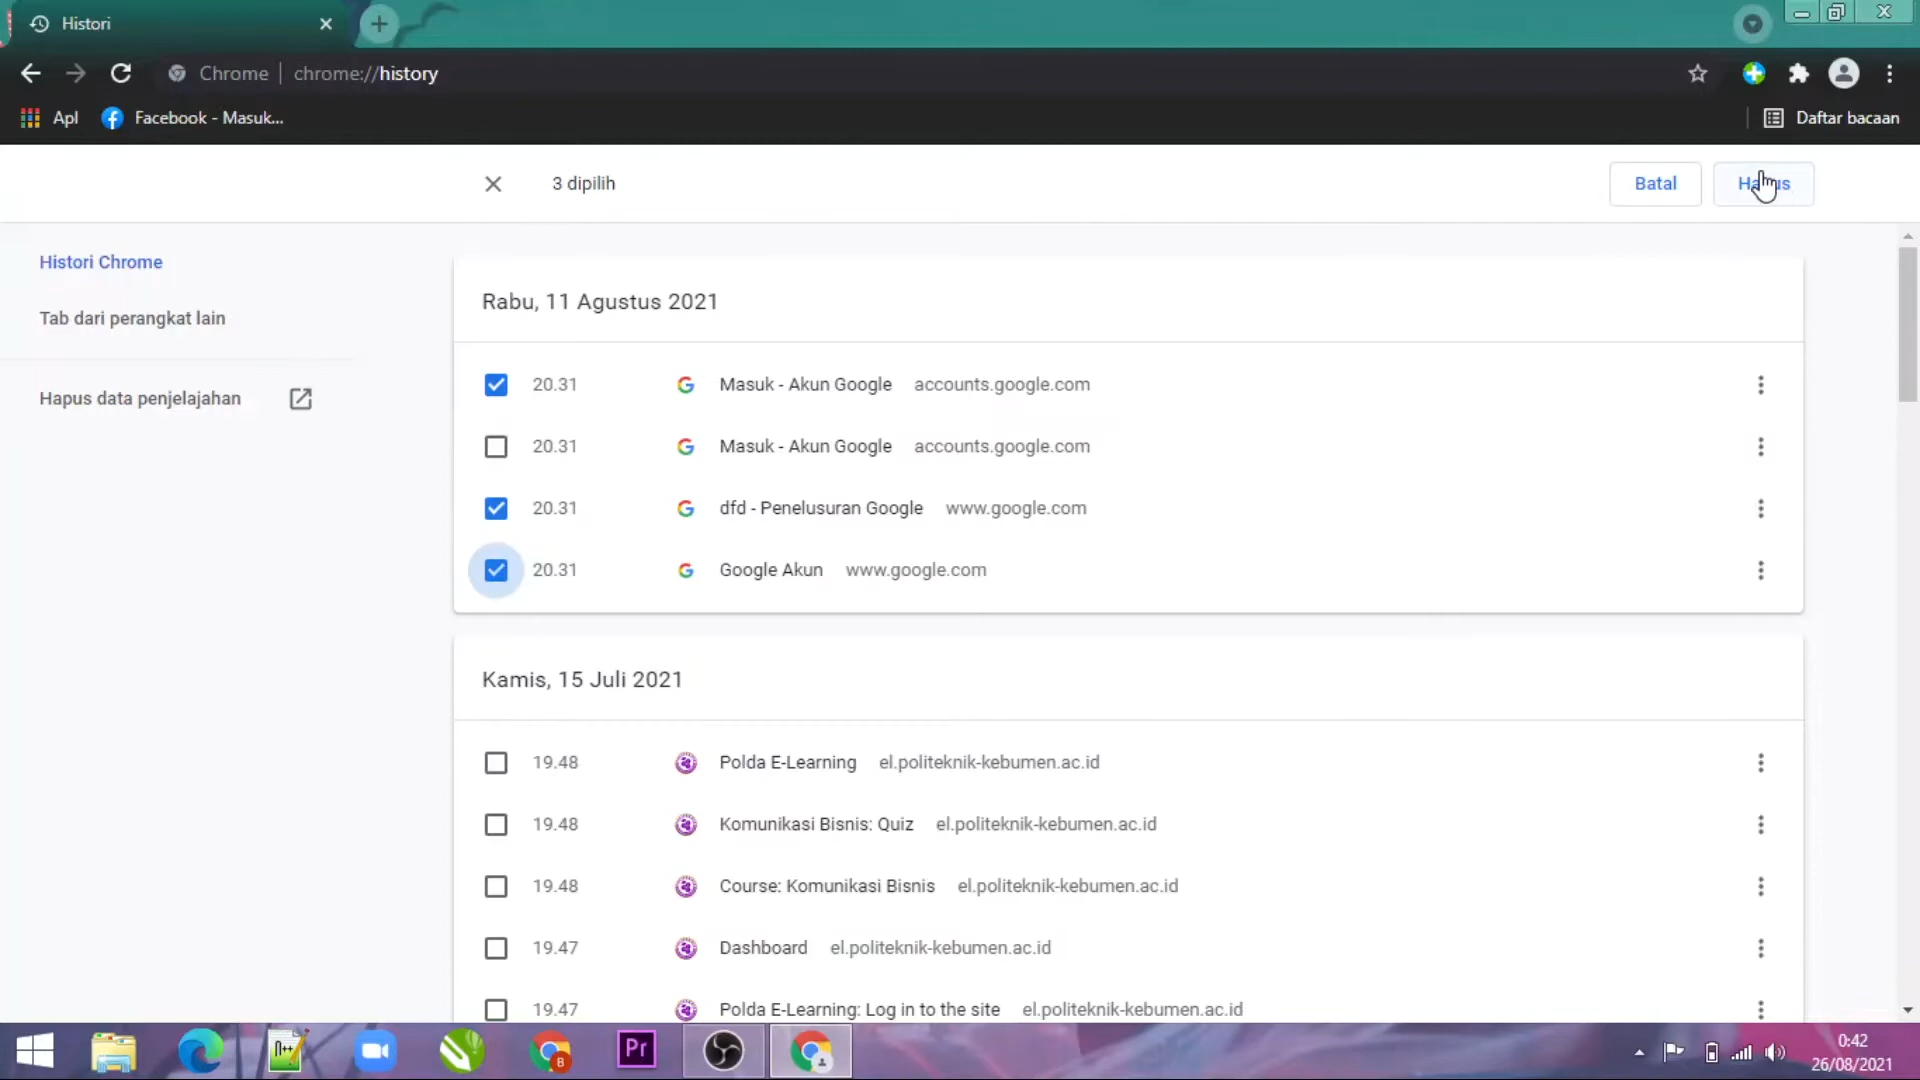 Histori
Chrome | chrome://history
Apl Facebook - Masuk... Daftar bacaan
3 dipilih Batal Hapus
Histori Chrome
Tab dari perangkat lain
Hapus data penjelajahan
Rabu, 11 Agustus 2021
20.31 Masuk - Akun Google accounts.google.com
20.31 Masuk - Akun Google accounts.google.com
20.31 dfd - Penelusuran Google www.google.com
20.31 Google Akun www.google.com
Kamis, 15 Juli 2021
19.48 Polda E-Learning el.politeknik-kebumen.ac.id
19.48 Komunikasi Bisnis: Quiz el.politeknik-kebumen.ac.id
19.48 Course: Komunikasi Bisnis el.politeknik-kebumen.ac.id
19.47 Dashboard el.politeknik-kebumen.ac.id
19.47 Polda E-Learning: Log in to the site el.politeknik-kebumen.ac.id
n++ B Pr
0:42
26/08/2021